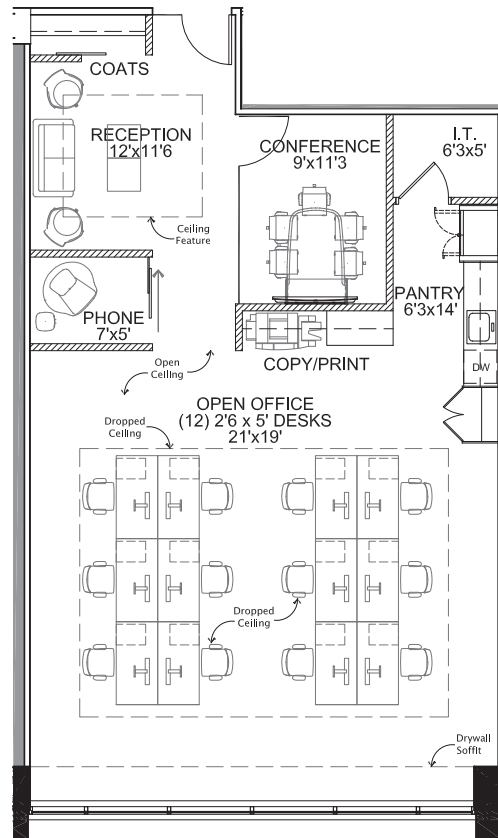 COATS
RECEPTION
12'x11'6
Ceiling
Feature
CONFERENCE
9'x11'3
I.T.
6'3x5'
PHONE
7'x5'
PANTRY
6'3x14'
DW
COPY/PRINT
Open
Ceiling
OPEN OFFICE
(12) 2'6 x 5' DESKS
21'x19'
Dropped
Ceiling
Dropped
Ceiling
Drywall
Soffit